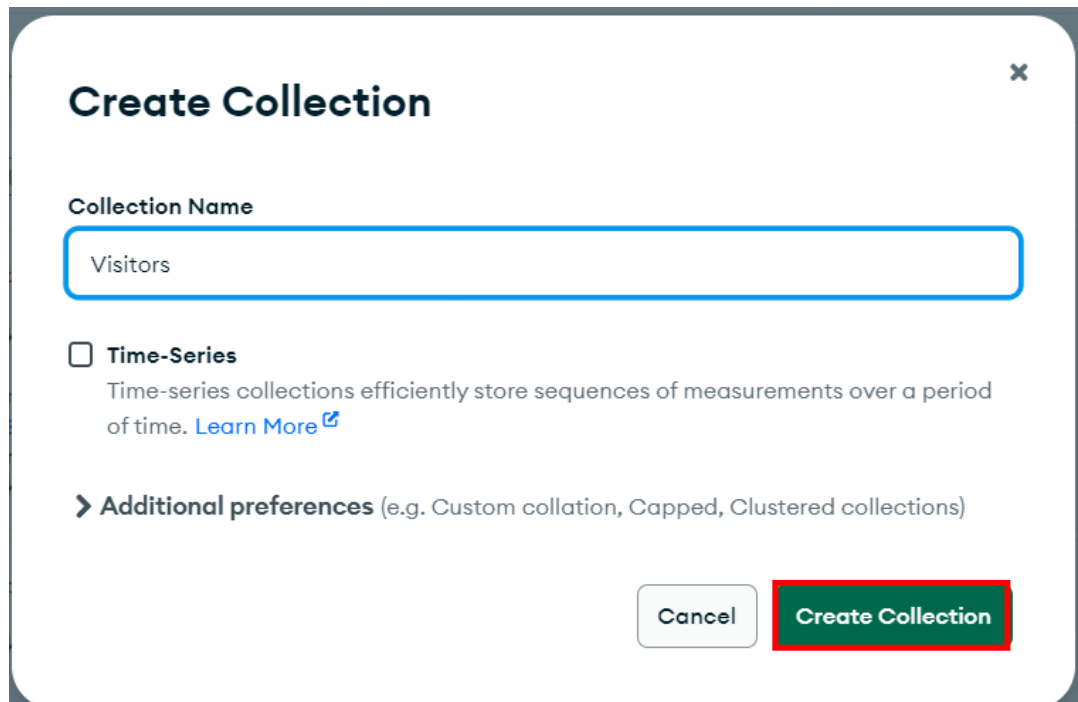 Create Collection
Collection Name
Visitors
Time-Series
Time-series collections efficiently store sequences of measurements over a period
of time. Learn More
Additional preferences (e.g. Custom collation, Capped, Clustered collections)
Cancel
Create Collection